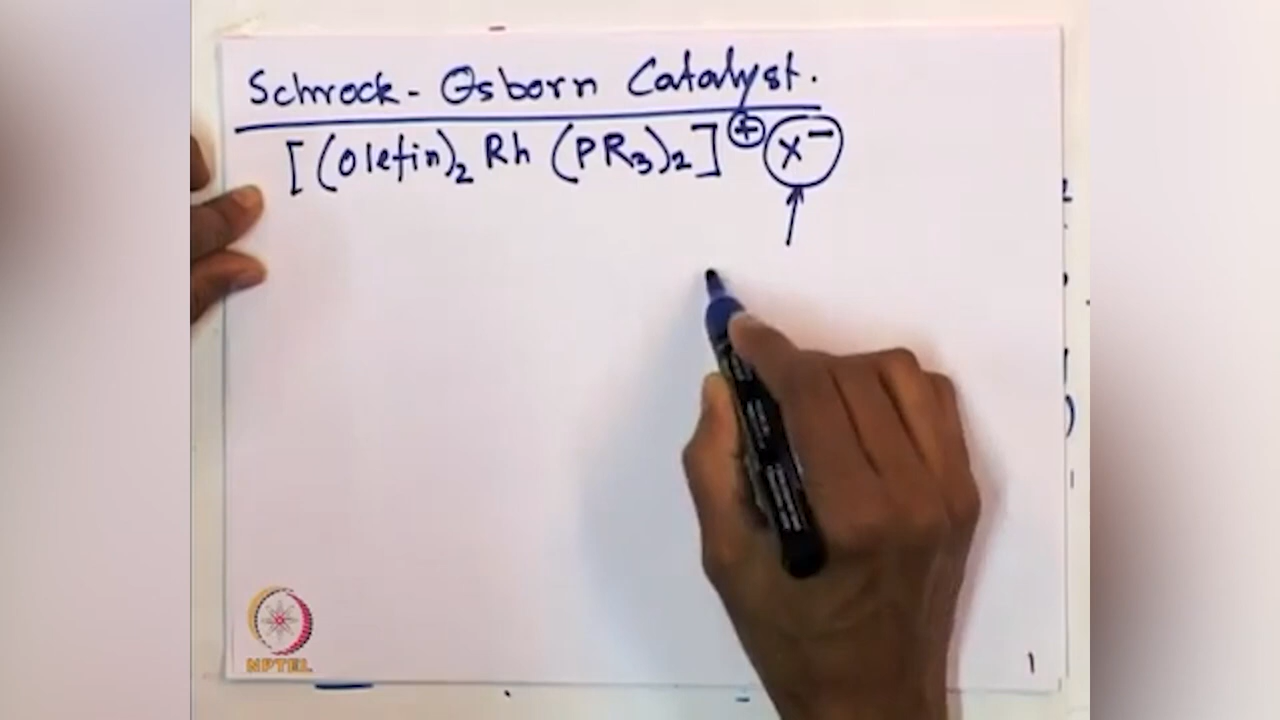 Schrock - Osborn Catalyst.
[(Olefin)₂ Rh (PR₃)₂]⊕ X⁻
NPTEL
1